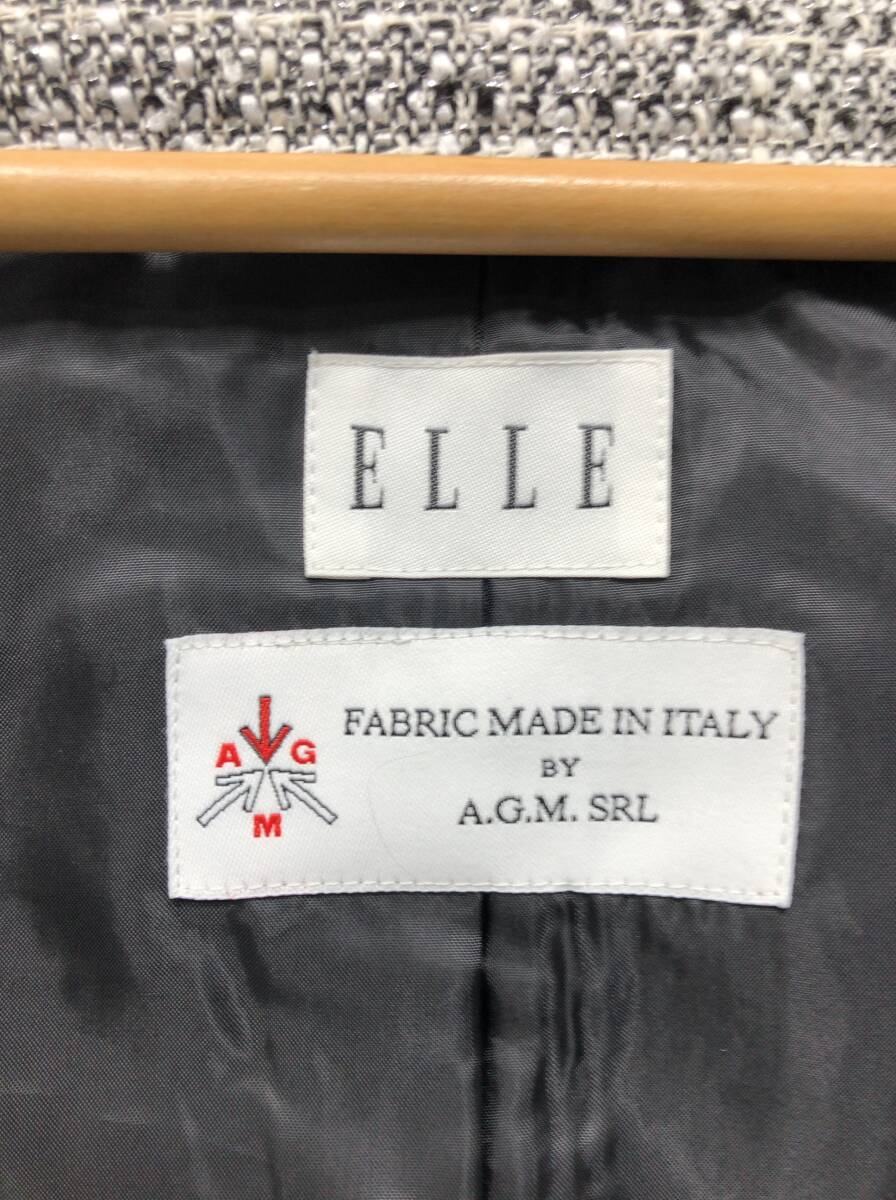 ELLE
A G
M
FABRIC MADE IN ITALY
BY
A.G.M. SRL